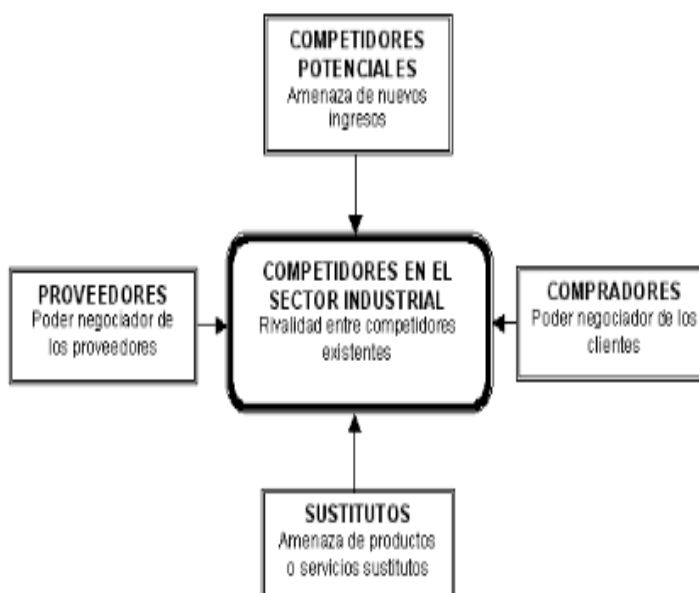 COMPETIDORES
POTENCIALES
Amenaza de nuevos
ingresos
PROVEEDORES
Poder negociador de
los proveedores
COMPETIDORES EN EL
SECTOR INDUSTRIAL
Rivalidad entre competidores
existentes
COMPRADORES
Poder negociador de los
clientes
SUSTITUTOS
Amenaza de productos
o servicios sustitutos